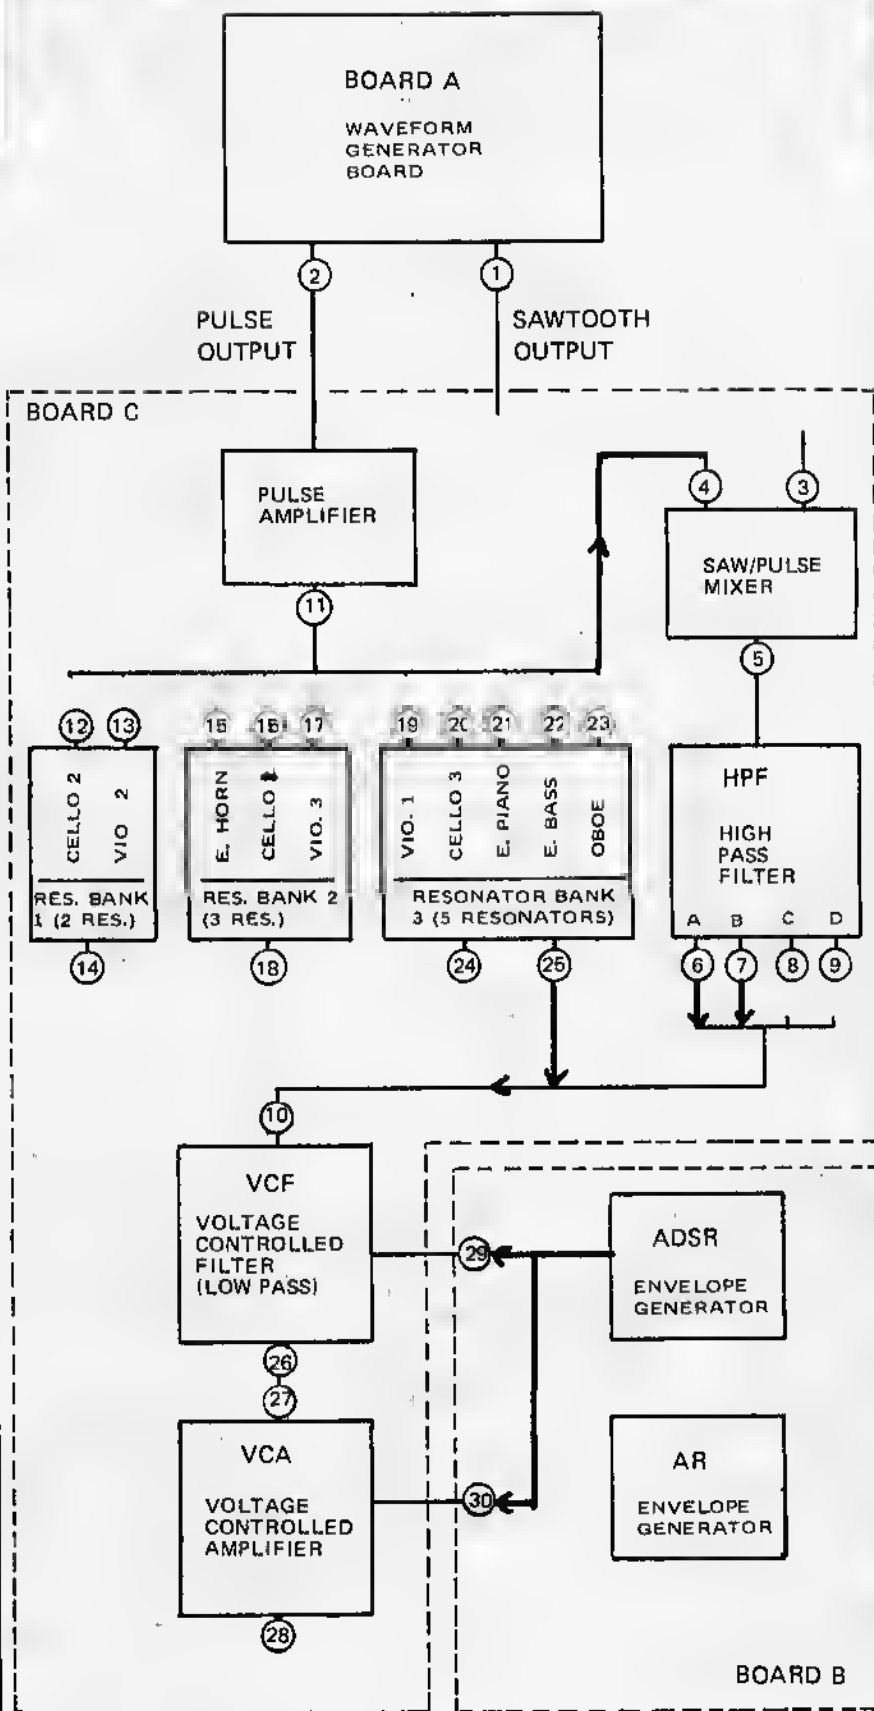 BOARD A
WAVEFORM
GENERATOR
BOARD
2
1
PULSE
OUTPUT
SAWTOOTH
OUTPUT
BOARD C
PULSE
AMPLIFIER
4
3
SAW/PULSE
MIXER
11
5
12
13
15
16
17
19
20
21
22
23
CELLO 2
VIO 2
E. HORN
CELLO
VIO. 3
VIO. 1
CELLO 3
E. PIANO
E. BASS
OBOE
RES. BANK
1 (2 RES.)
RES. BANK 2
(3 RES.)
RESONATOR BANK
3 (5 RESONATORS)
HPF
HIGH
PASS
FILTER
A B C D
14
18
24
25
6
7
8
9
10
VCF
VOLTAGE
CONTROLLED
FILTER
(LOW PASS)
29
ADSR
ENVELOPE
GENERATOR
26
27
VCA
VOLTAGE
CONTROLLED
AMPLIFIER
30
AR
ENVELOPE
GENERATOR
28
BOARD B